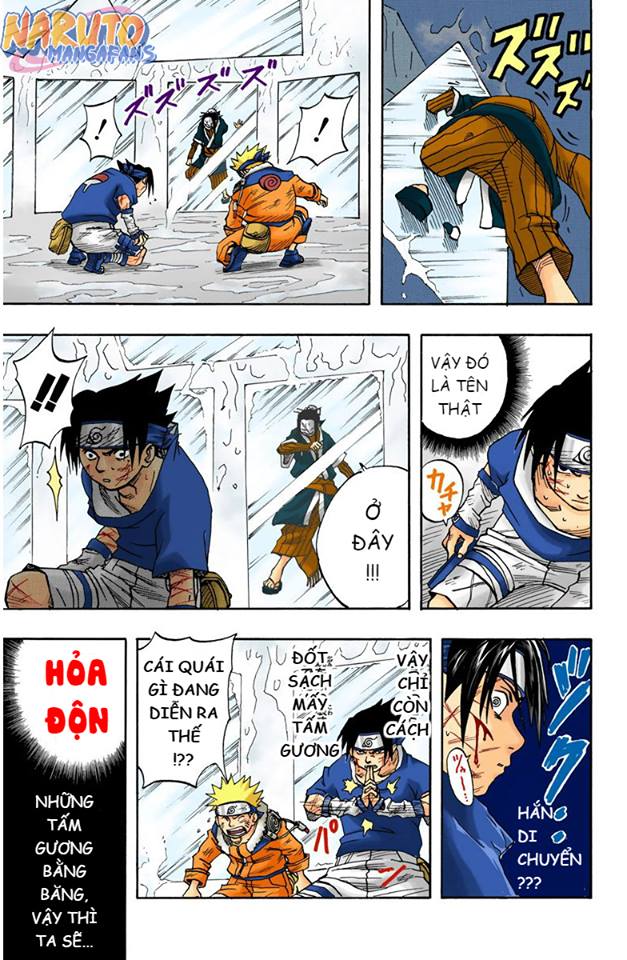 NARUTO
MANGAFANS
ズズズ
ズズズズ
!
!
VẬY ĐÓ
LÀ TÊN
THẬT
カチャ
!!
Ở
ĐÂY
!!!
HẮN
DI
CHUYỂN
???
VẬY CHỈ
CÒN
CÁCH
ĐỐT
SẠCH
MẤY
TẤM
GƯƠNG
CÁI QUÁI
GÌ ĐANG
DIỄN RA
THẾ
!??
パ
HỎA
ĐỘN
NHỮNG
TẤM
GƯƠNG
BẰNG
BĂNG,
VẬY THÌ
TA SẼ...